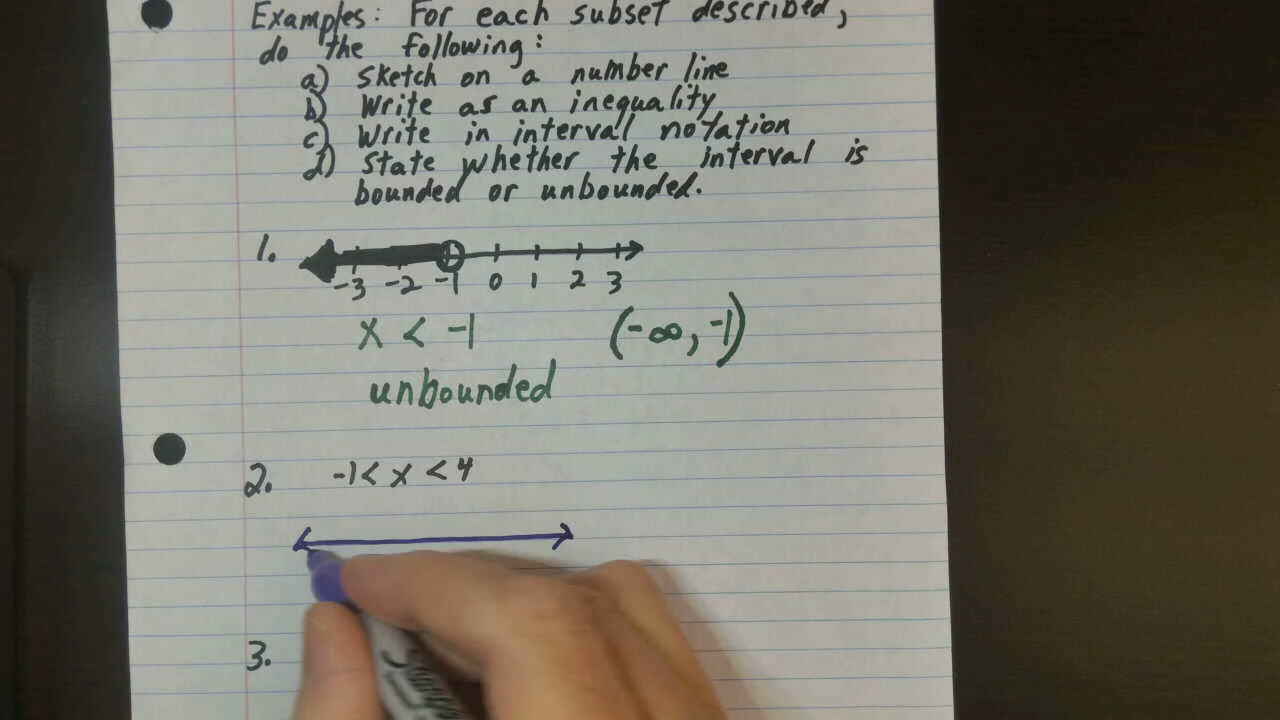 Examples: For each subset described,
do the following:
a) Sketch on a number line
b) Write as an inequality
c) Write in interval notation
d) State whether the interval is
bounded or unbounded.
1.
-3 -2 -1 0 1 2 3
x < -1 (-∞, -1)
unbounded
2. -1 < x < 4
3.